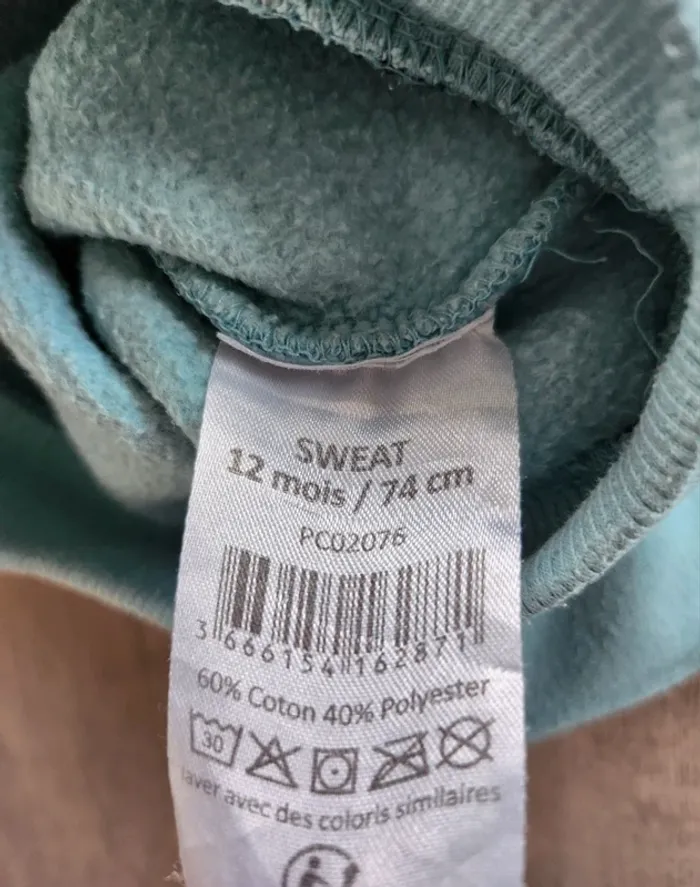 SWEAT
12 mois / 74 cm
PC02076
3 666154 162871
60% Coton 40% Polyester
30
laver avec des coloris similaires